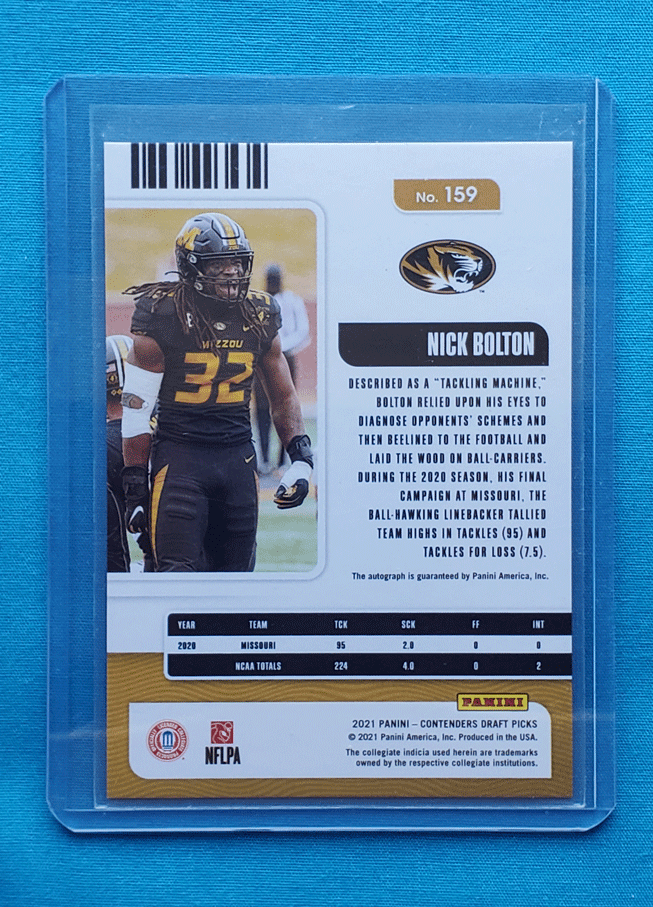 No. 159
M
WIZZOU
32
NICK BOLTON
DESCRIBED AS A "TACKLING MACHINE,"
BOLTON RELIED UPON HIS EYES TO
DIAGNOSE OPPONENTS' SCHEMES AND
THEN BEELINED TO THE FOOTBALL AND
LAID THE WOOD ON BALL-CARRIERS.
DURING THE 2020 SEASON, HIS FINAL
CAMPAIGN AT MISSOURI, THE
BALL-HAWKING LINEBACKER TALLIED
TEAM HIGHS IN TACKLES (95) AND
TACKLES FOR LOSS (7.5).
The autograph is guaranteed by Panini America, Inc.
YEAR TEAM TCK SCK FF INT
2020 MISSOURI 95 2.0 0 0
NCAA TOTALS 224 4.0 0 2
PANINI
2021 PANINI – CONTENDERS DRAFT PICKS
© 2021 Panini America, Inc. Produced in the USA.
The collegiate indicia used herein are trademarks
owned by the respective collegiate institutions.
NFLPA